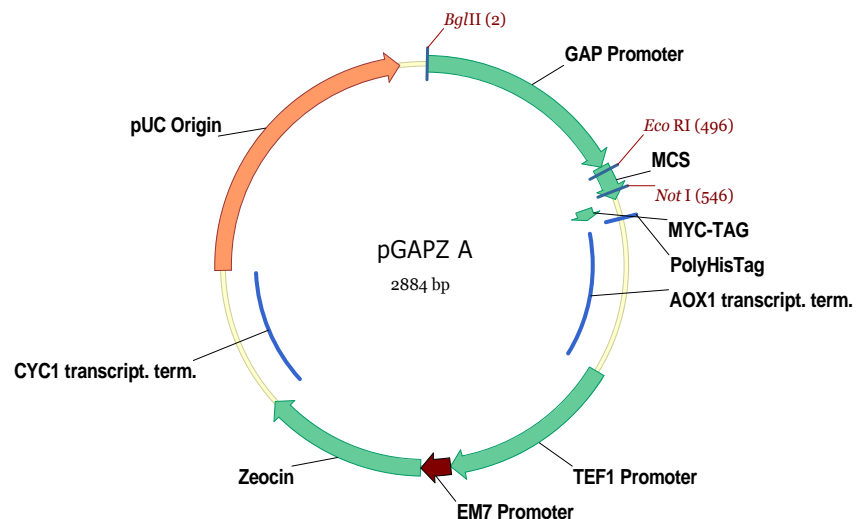 BglII (2)
GAP Promoter
pUC Origin
Eco RI (496)
MCS
Not I (546)
MYC-TAG
pGAPZ A
PolyHisTag
2884 bp
AOX1 transcript. term.
CYC1 transcript. term.
Zeocin
TEF1 Promoter
EM7 Promoter